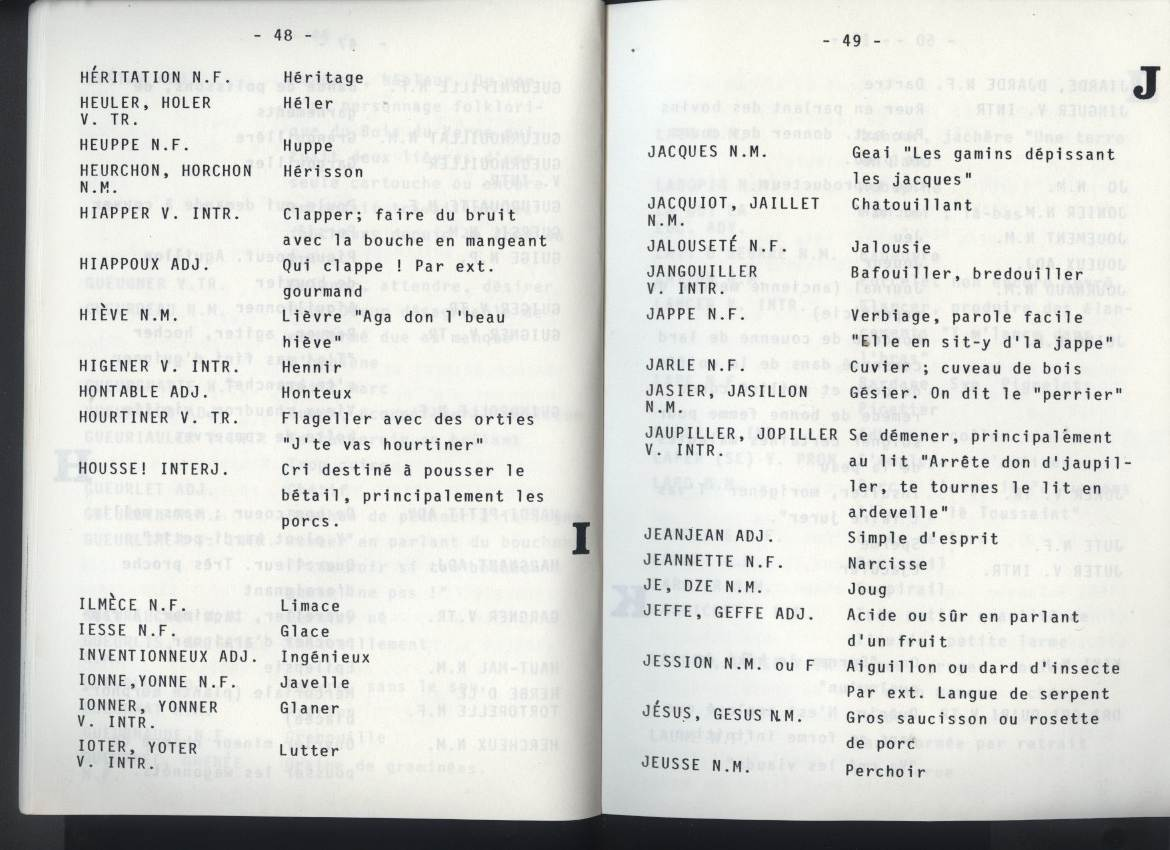 - 48 -
HÉRITATION N.F. Héritage
HEULER, HOLER Héler
V. TR.
HEUPPE N.F. Huppe
HEURCHON, HORCHON Hérisson
N.M.
HIAPPER V. INTR. Clapper; faire du bruit
avec la bouche en mangeant
HIAPPOUX ADJ. Qui clappe ! Par ext.
gourmand
HIÈVE N.M. Lièvre "Aga don l'beau
hiève"
HIGENER V. INTR. Hennir
HONTABLE ADJ. Honteux
HOURTINER V. TR. Flageller avec des orties
"J'te vas hourtiner"
HOUSSE! INTERJ. Cri destiné à pousser le
bétail, principalement les
porcs.
I
ILMÈCE N.F. Limace
IESSE N.F. Glace
INVENTIONNEUX ADJ. Ingénieux
IONNE,YONNE N.F. Javelle
IONNER, YONNER Glaner
V. INTR.
IOTER, YOTER Lutter
V. INTR.
- 49 -
J
JACQUES N.M. Geai "Les gamins dépissant
les jacques"
JACQUIOT, JAILLET Chatouillant
N.M.
JALOUSETÉ N.F. Jalousie
JANGOUILLER Bafouiller, bredouiller
V. INTR.
JAPPE N.F. Verbiage; parole facile
"Elle en sit-y d'la jappe"
JARLE N.F. Cuvier ; cuveau de bois
JASIER, JASILLON Gésier. On dit le "perrier"
N.M.
JAUPILLER, JOPILLER Se démener, principalement
V. INTR. au lit "Arrête don d'jaupil-
ler, te tournes le lit en
ardevelle"
JEANJEAN ADJ. Simple d'esprit
JEANNETTE N.F. Narcisse
JE, DZE N.M. Joug
JEFFE, GEFFE ADJ. Acide ou sûr en parlant
d'un fruit
JESSION N.M. ou F Aiguillon ou dard d'insecte
Par ext. Langue de serpent
JÉSUS, GESUS N.M. Gros saucisson ou rosette
de porc
JEUSSE N.M. Perchoir